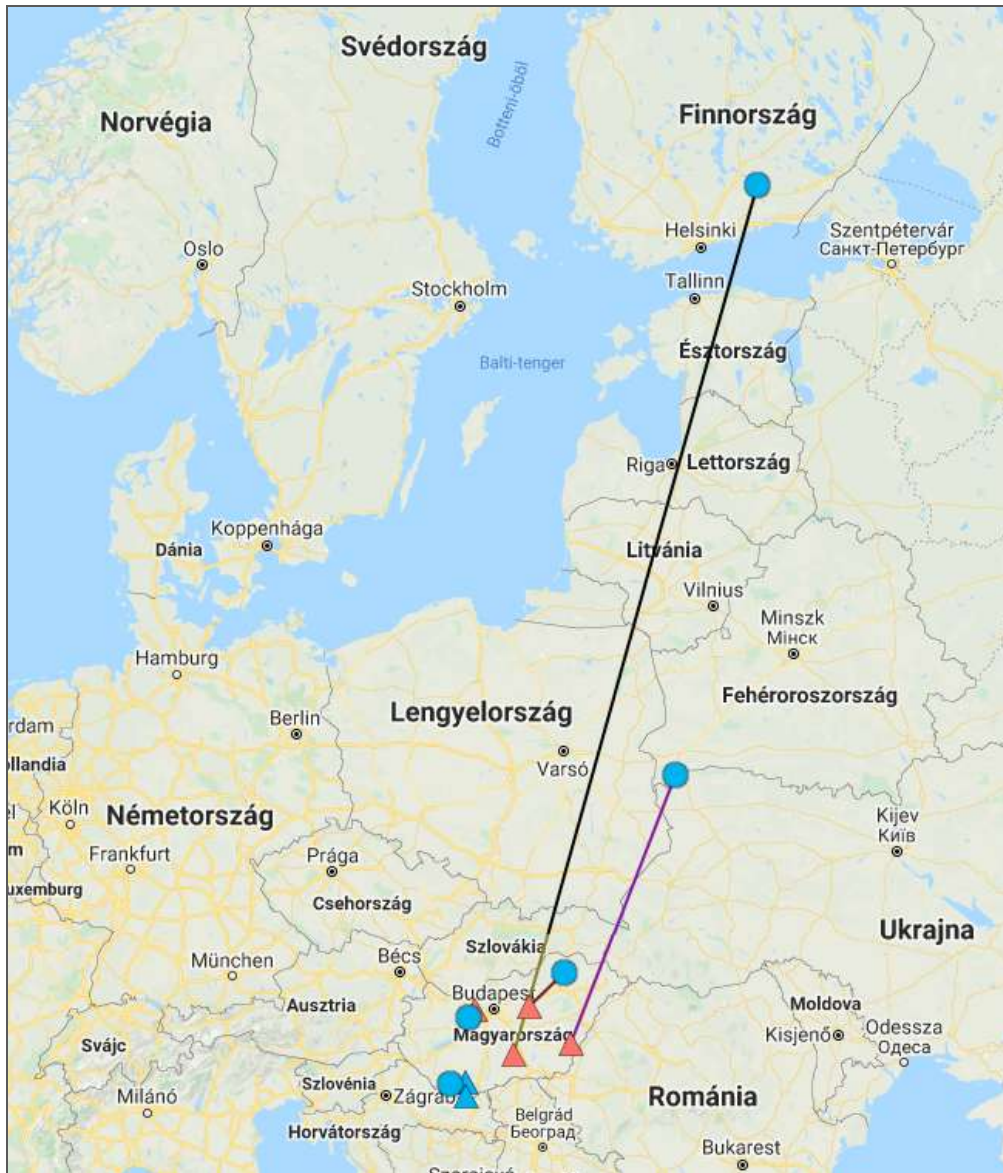 Svédország
Norvégia
Finnország
Botteni-öböl
Oslo
Helsinki
Szentpétervár
Санкт-Петербург
Stockholm
Tallinn
Észtország
Balti-tenger
Riga
Lettország
Koppenhága
Dánia
Litvánia
Vilnius
Minszk
Мінск
Hamburg
Fehéroroszország
Berlin
Lengyelország
rdam
ollandia
Varsó
Köln
Németország
Kijev
Київ
Frankfurt
Prága
uxemburg
Csehország
Ukrajna
Szlovákia
München
Bécs
Budapest
Ausztria
Moldova
Magyarország
Kisjenő
Odessza
Одеса
Svájc
Szlovénia
Milánó
Zágráb
Románia
Horvátország
Belgrád
Београд
Bukarest